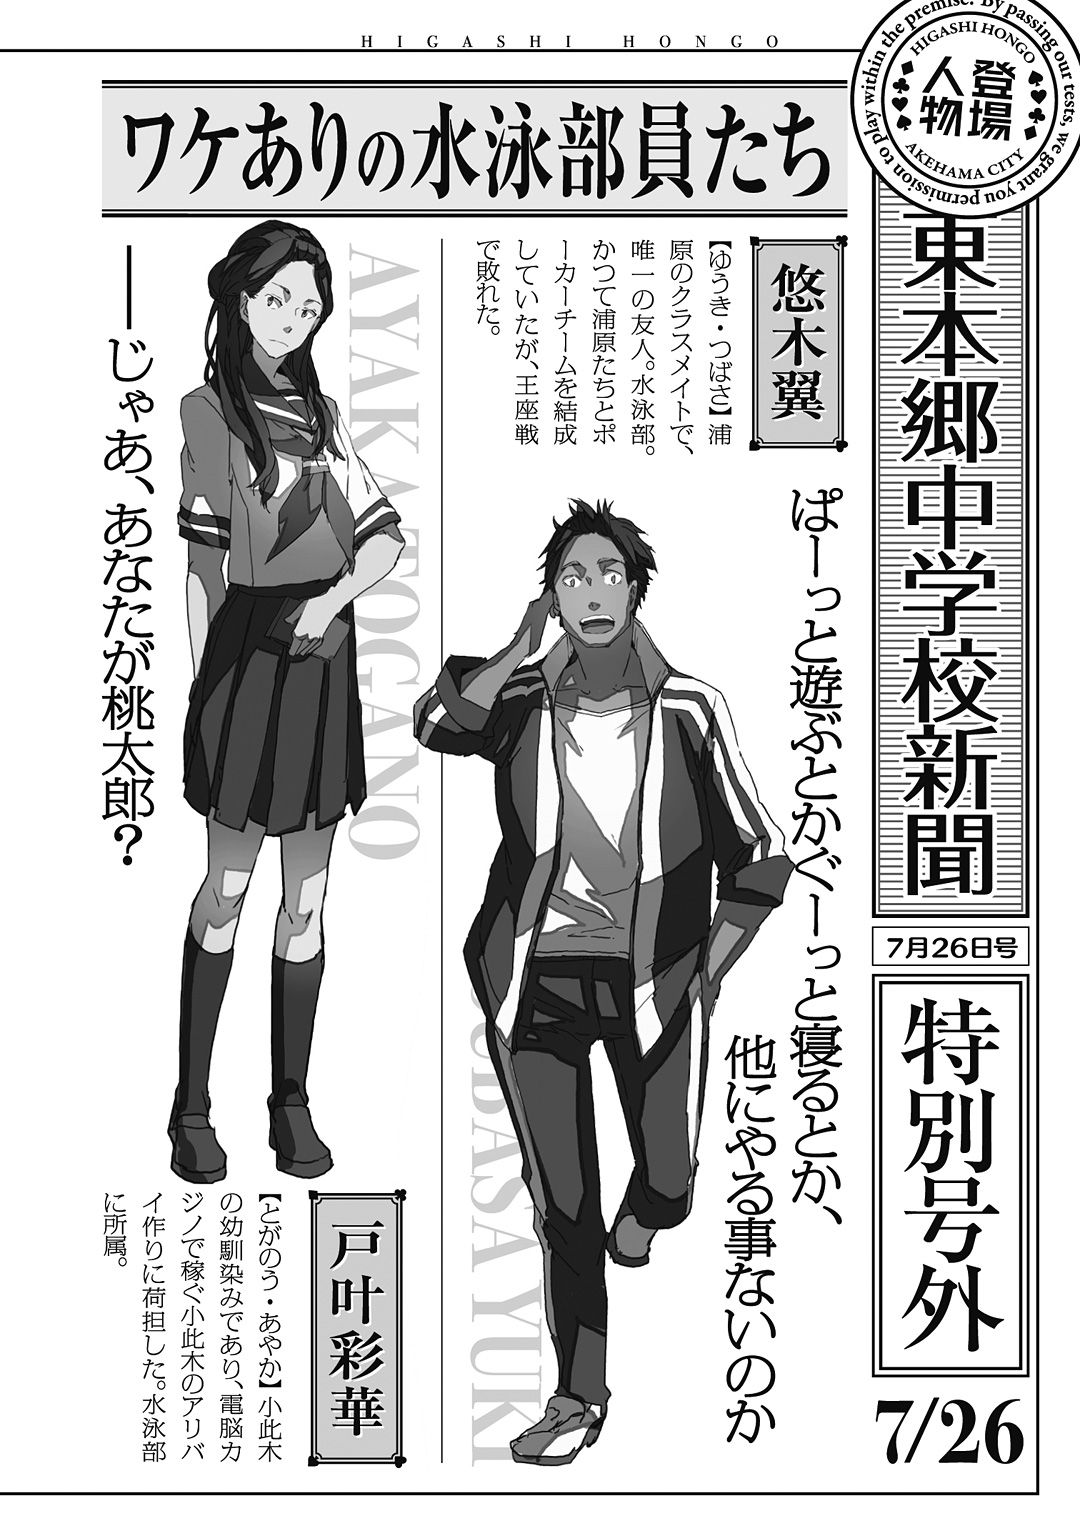 HIGASHI HONGO
the premise. By passing our tests, we grant you permission to play within
HIGASHI HONGO
登場
人物
AKEHAMA CITY
東本郷中学校新聞
7月26日号
特別号外
7/26
ワケありの水泳部員たち
悠木翼
【ゆうき・つばさ】浦
原のクラスメイトで、
唯一の友人。水泳部。
かつて浦原たちとポ
ーカーチームを結成
していたが、王座戦
で敗れた。
ぱーっと遊ぶとかぐーっと寝るとか、
他にやる事ないのか
UBASA YUKI
AYAKA TOGANO
――じゃあ、あなたが桃太郎?
戸叶彩華
【とがのう・あやか】小此木
の幼馴染みであり、電脳カ
ジノで稼ぐ小此木のアリバ
イ作りに荷担した。水泳部
に所属。